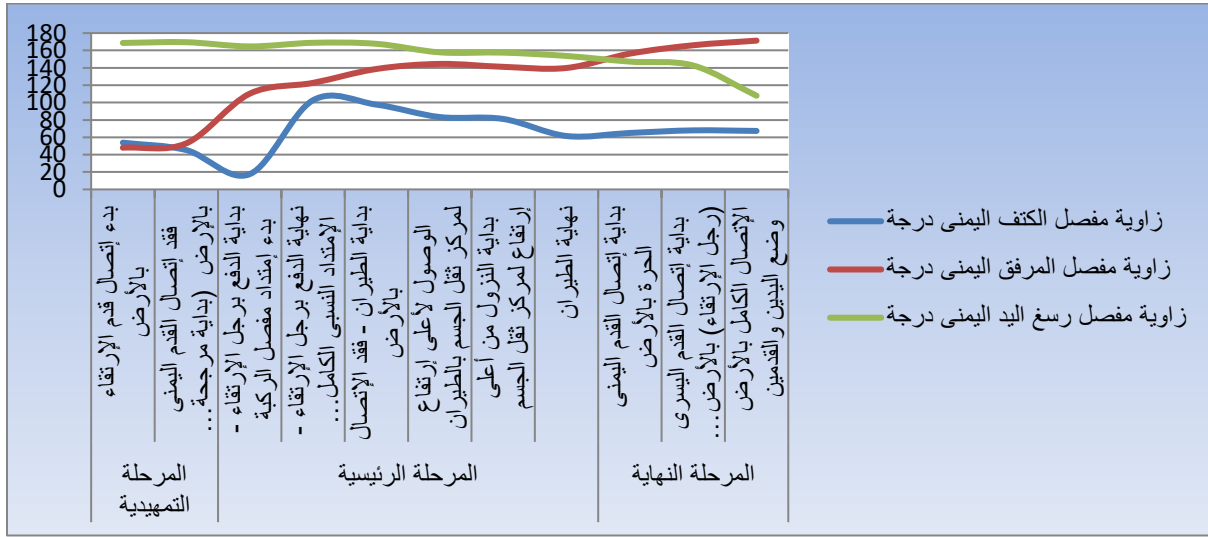 180
160
140
120
100
80
60
40
20
0
بدء إتصال قدم الإرتقاء
بالأرض
فقد إتصال القدم اليمنى
بالإرض (بداية مرجحة...
بداية الدفع برجل الإرتقاء -
بدء إمتداد مفصل الركبة
نهاية الدفع برجل الإرتقاء -
الإمتداد النسبى الكامل...
بداية الطيران - فقد الإتصال
بالأرض
الوصول لأعلى إرتفاع
لمركز ثقل الجسم بالطيران
بداية النزول من أعلى
إرتفاع لمركز ثقل الجسم
نهاية الطيران
بداية إتصال القدم اليمنى
الحرة بالأرض
بداية إتصال القدم اليسرى
(رجل الإرتقاء) بالأرض...
وضع اليدين والقدمين
الإتصال الكامل بالأرض
المرحلة
التمهيدية
المرحلة الرئيسية
المرحلة النهاية
زاوية مفصل الكتف اليمنى درجة
زاوية مفصل المرفق اليمنى درجة
زاوية مفصل رسغ اليد اليمنى درجة